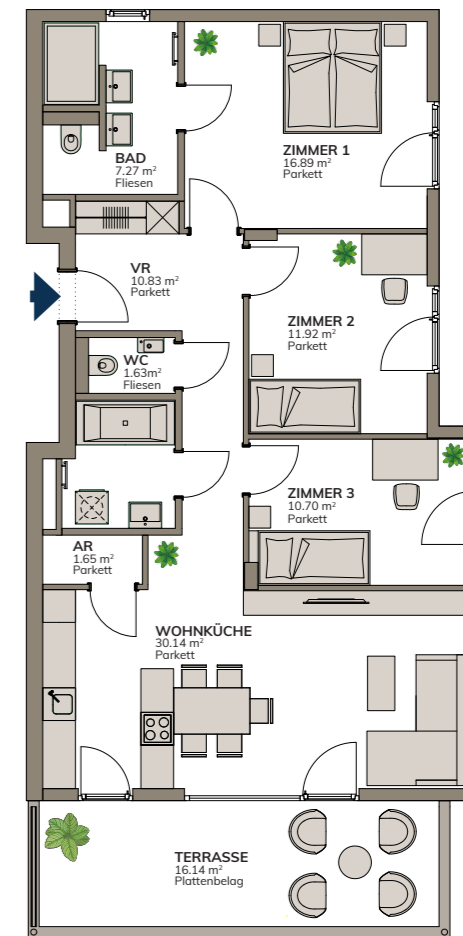 BAD
7.27 m²
Fliesen
ZIMMER 1
16.89 m²
Parkett
VR
10.83 m²
Parkett
ZIMMER 2
11.92 m²
Parkett
WC
1.63m²
Fliesen
ZIMMER 3
10.70 m²
Parkett
AR
1.65 m²
Parkett
WOHNKÜCHE
30.14 m²
Parkett
TERRASSE
16.14 m²
Plattenbelag